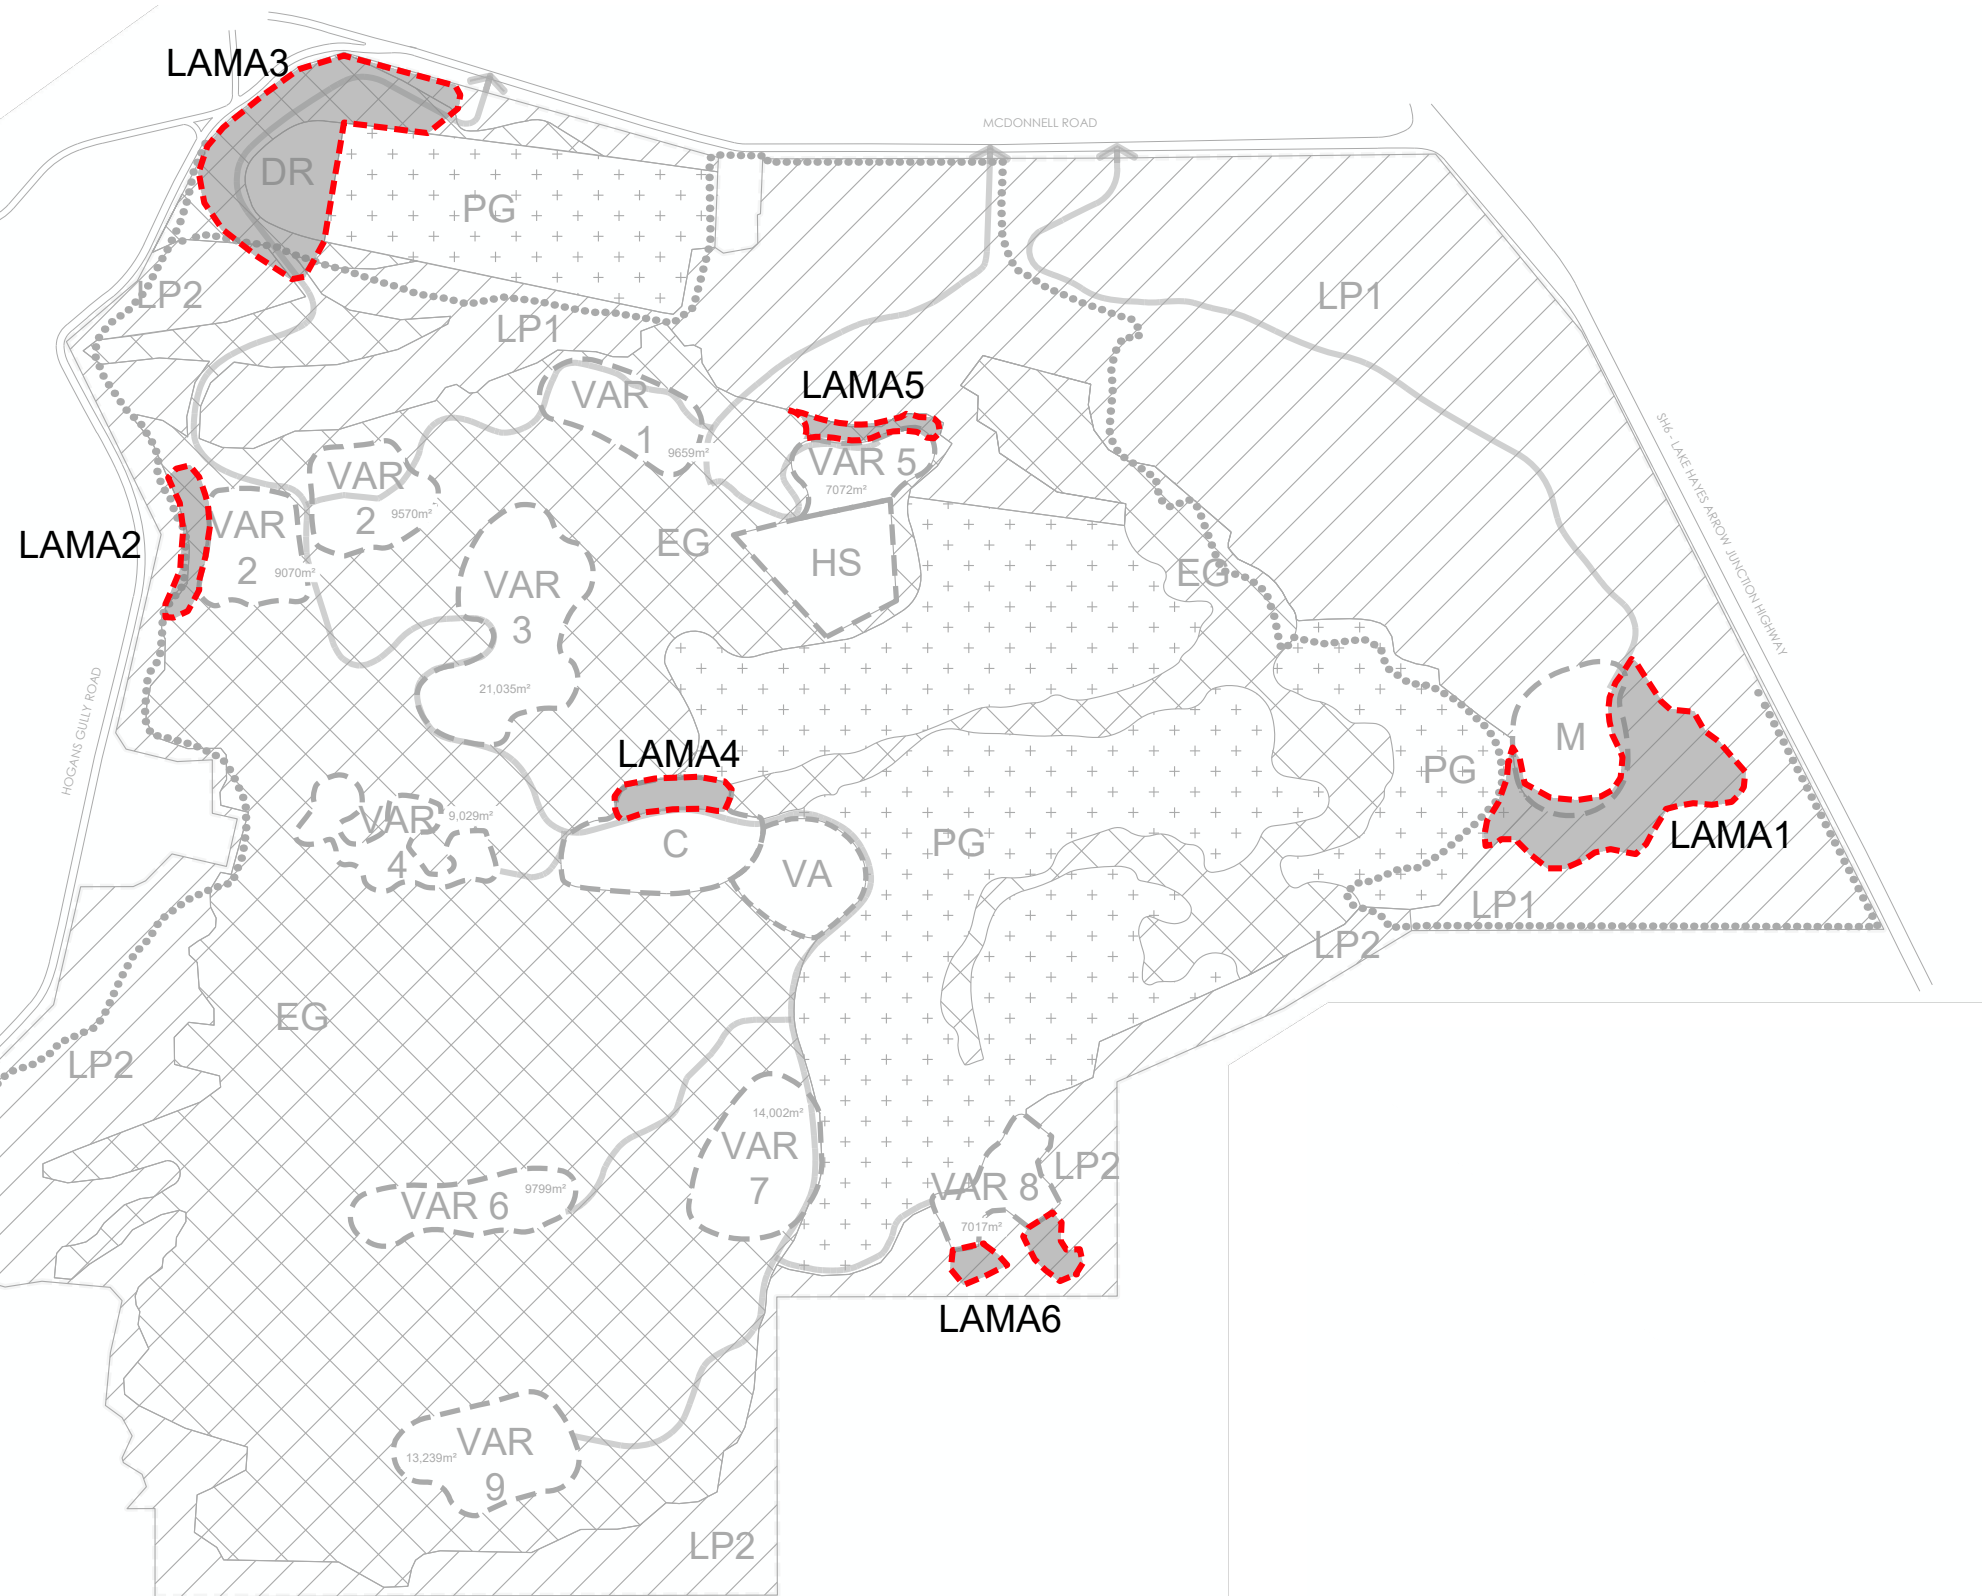 LAMA3
MCDONNELL ROAD
DR
PG
LP2
LP1
LP1
LAMA5
VAR
1
9659m²
SH6 - LAKE HAYES ARROW JUNCTION HIGHWAY
VAR 5
7072m²
VAR
2
9570m²
LAMA2
VAR
2
9070m²
EG
HS
EG
VAR
3
21,035m²
HOGANS GULLY ROAD
LAMA4
M
PG
VAR
4
9,029m²
C
VA
PG
LAMA1
LP1
LP2
EG
LP2
14,002m²
VAR
7
LP2
VAR 6
9799m²
VAR 8
7017m²
LAMA6
VAR
9
13,239m²
LP2